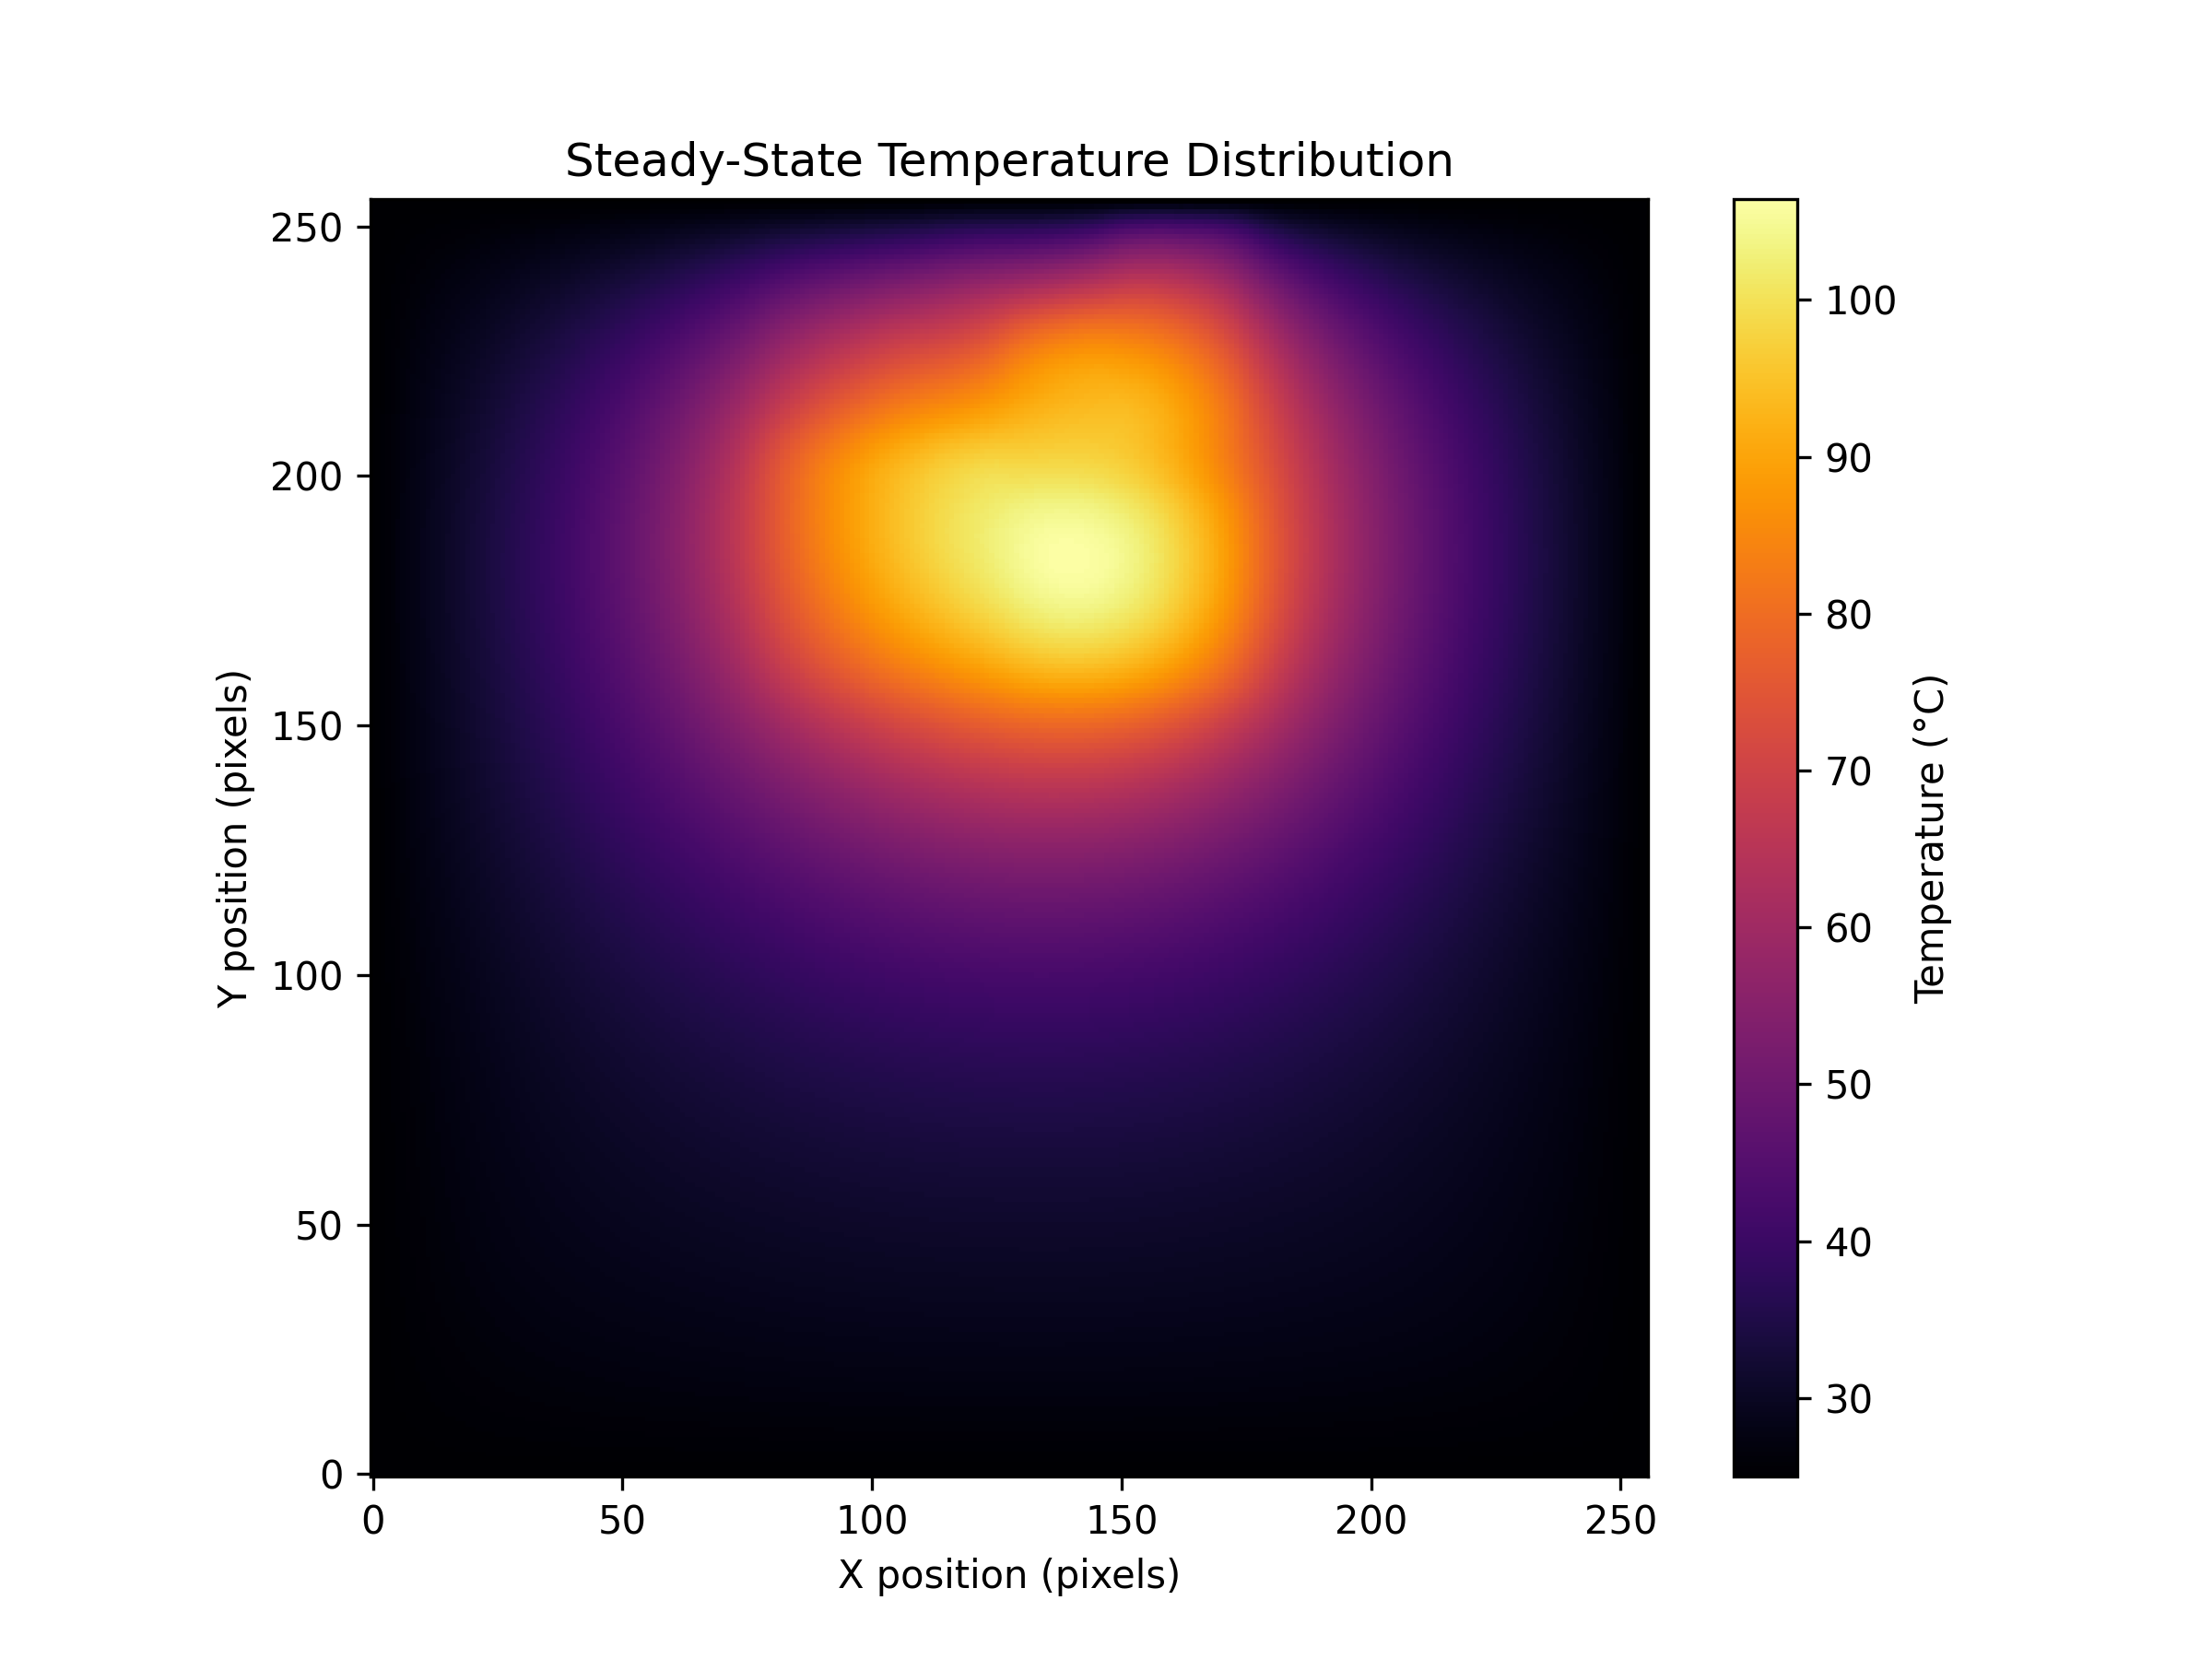 Steady-State Temperature Distribution
250
200
150
100
50
0
Y position (pixels)
0 50 100 150 200 250
X position (pixels)
100
90
80
70
60
50
40
30
Temperature (°C)